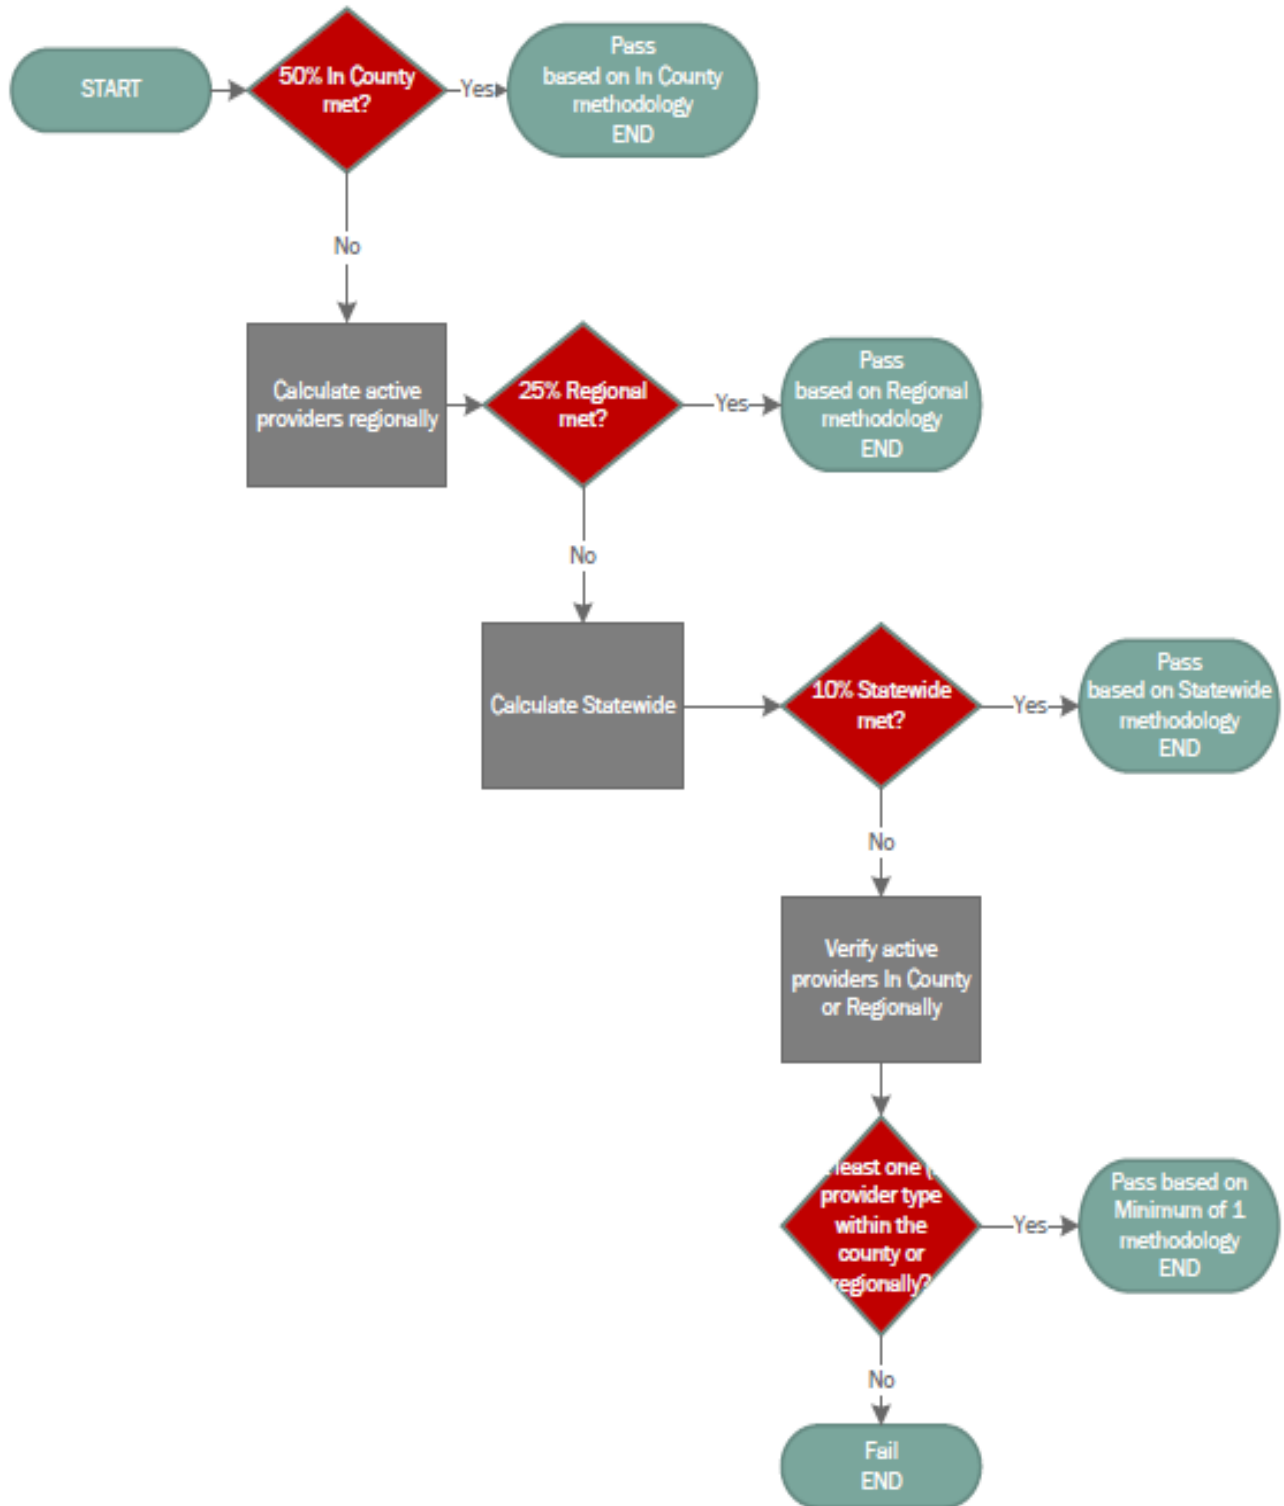 START
50% In County
met?
Yes
Pass
based on In County
methodology
END
No
Calculate active
providers regionally
25% Regional
met?
Yes
Pass
based on Regional
methodology
END
No
Calculate Statewide
10% Statewide
met?
Yes
Pass
based on Statewide
methodology
END
No
Verify active
providers In County
or Regionally
least one
provider type
within the
county or
regionally?
Yes
Pass based on
Minimum of 1
methodology
END
No
Fail
END